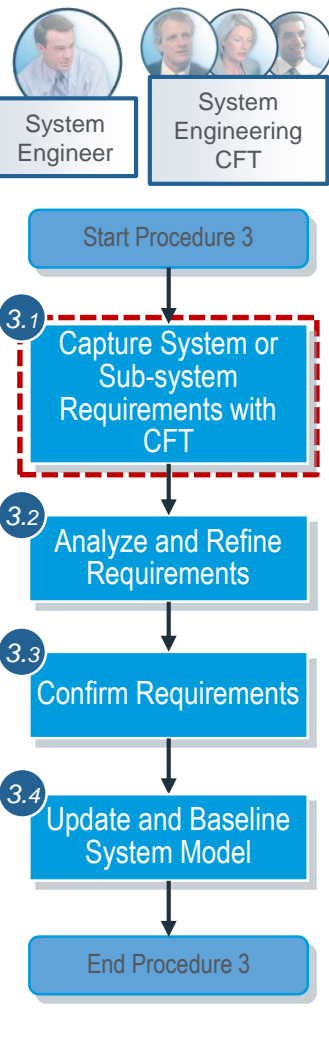 System
Engineer
System
Engineering
CFT
Start Procedure 3
3.1
Capture System or
Sub-system
Requirements with
CFT
3.2
Analyze and Refine
Requirements
3.3
Confirm Requirements
3.4
Update and Baseline
System Model
End Procedure 3